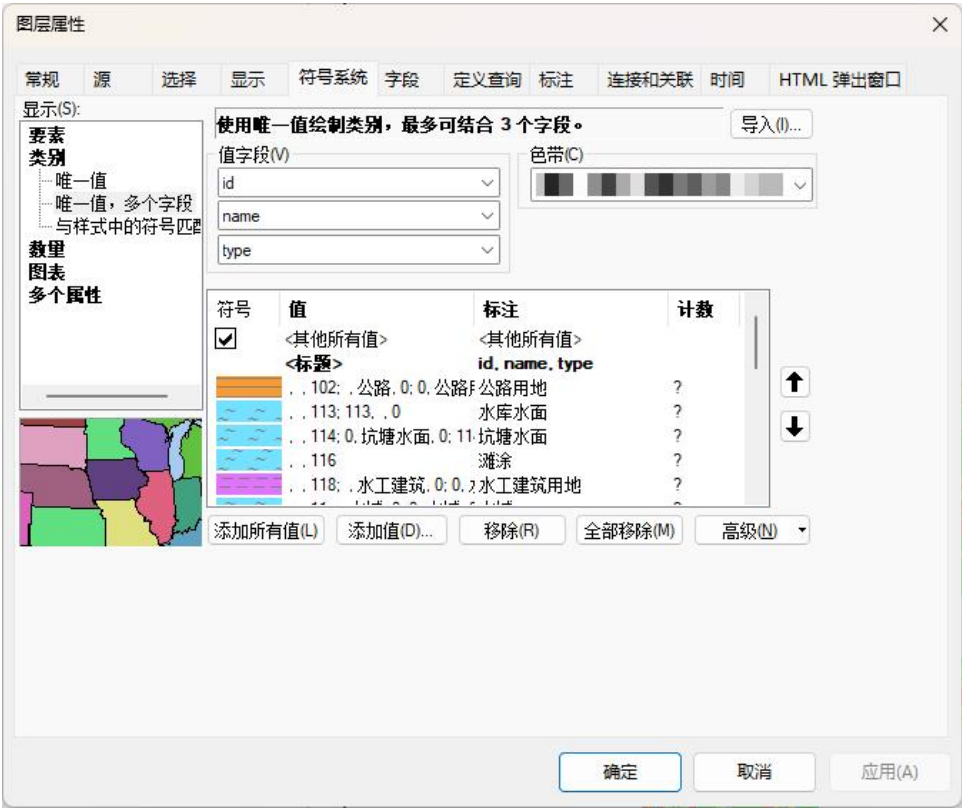 图层属性
常规 源 选择 显示 符号系统 字段 定义查询 标注 连接和关联 时间 HTML 弹出窗口
显示(S):
要素
类别
唯一值
唯一值，多个字段
与样式中的符号匹配
数量
图表
多个属性
使用唯一值绘制类别，最多可结合 3 个字段。
导入(I)...
值字段(V)
id
name
type
色带(C)
符号 值 标注 计数
<其他所有值> <其他所有值>
<标题> id, name, type
, , 102; , 公路, 0; 0, 公路用 公路用地 ?
, , 113; 113, , 0 水库水面 ?
, , 114; 0, 坑塘水面, 0; 11 坑塘水面 ?
, , 116 滩涂 ?
, , 118; , 水工建筑, 0; 0, 水工建筑用地 ?
添加所有值(L) 添加值(D)... 移除(R) 全部移除(M) 高级(N)
确定 取消 应用(A)